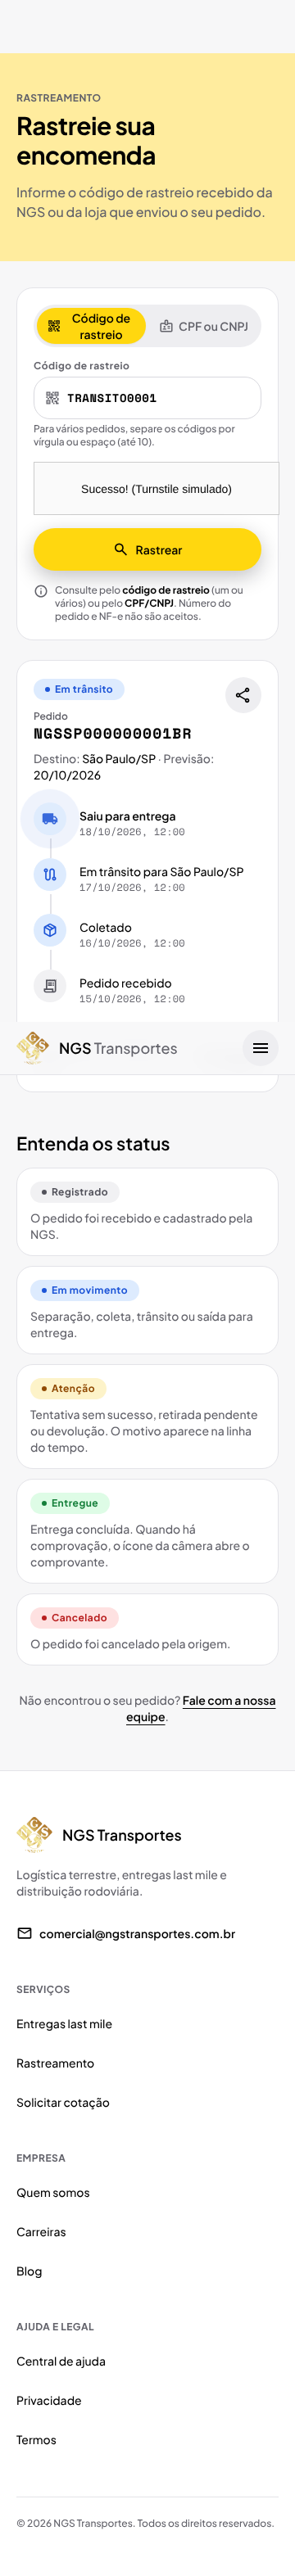 RASTREAMENTO
Rastreie sua
encomenda
Informe o código de rastreio recebido da
NGS ou da loja que enviou o seu pedido.
Código de
rastreio
CPF ou CNPJ
Código de rastreio
TRANSITO0001
Para vários pedidos, separe os códigos por
vírgula ou espaço (até 10).
Sucesso! (Turnstile simulado)
Rastrear
Consulte pelo código de rastreio (um ou
vários) ou pelo CPF/CNPJ. Número do
pedido e NF-e não são aceitos.
Em trânsito
Pedido
NGSSP000000001BR
Destino: São Paulo/SP · Previsão:
20/10/2026
Saiu para entrega
18/10/2026, 12:00
Em trânsito para São Paulo/SP
17/10/2026, 12:00
Coletado
16/10/2026, 12:00
Pedido recebido
15/10/2026, 12:00
NGS Transportes
Entenda os status
Registrado
O pedido foi recebido e cadastrado pela
NGS.
Em movimento
Separação, coleta, trânsito ou saída para
entrega.
Atenção
Tentativa sem sucesso, retirada pendente
ou devolução. O motivo aparece na linha
do tempo.
Entregue
Entrega concluída. Quando há
comprovação, o ícone da câmera abre o
comprovante.
Cancelado
O pedido foi cancelado pela origem.
Não encontrou o seu pedido? Fale com a nossa
equipe.
NGS Transportes
Logística terrestre, entregas last mile e
distribuição rodoviária.
comercial@ngstransportes.com.br
SERVIÇOS
Entregas last mile
Rastreamento
Solicitar cotação
EMPRESA
Quem somos
Carreiras
Blog
AJUDA E LEGAL
Central de ajuda
Privacidade
Termos
© 2026 NGS Transportes. Todos os direitos reservados.